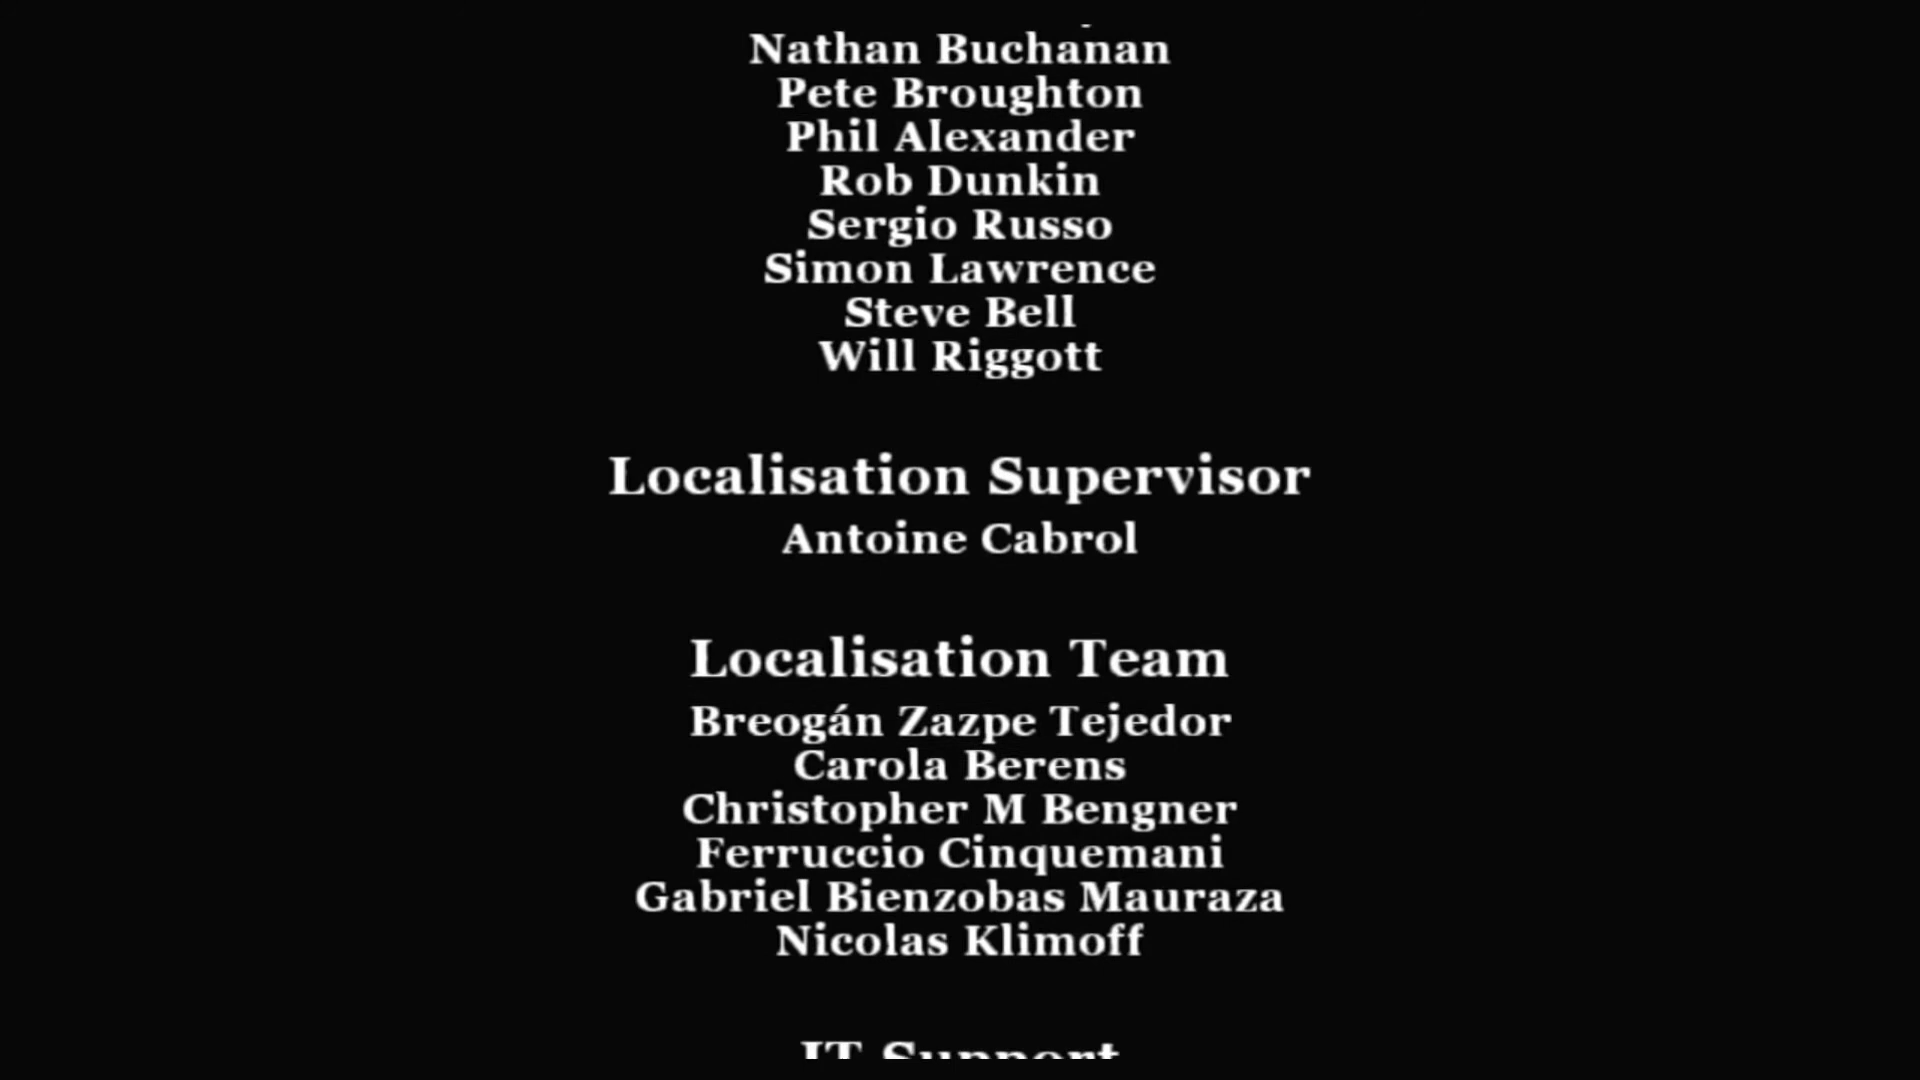 Nathan Buchanan
Pete Broughton
Phil Alexander
Rob Dunkin
Sergio Russo
Simon Lawrence
Steve Bell
Will Riggott
Localisation Supervisor
Antoine Cabrol
Localisation Team
Breogán Zazpe Tejedor
Carola Berens
Christopher M Bengner
Ferruccio Cinquemani
Gabriel Bienzobas Mauraza
Nicolas Klimoff
IT Support